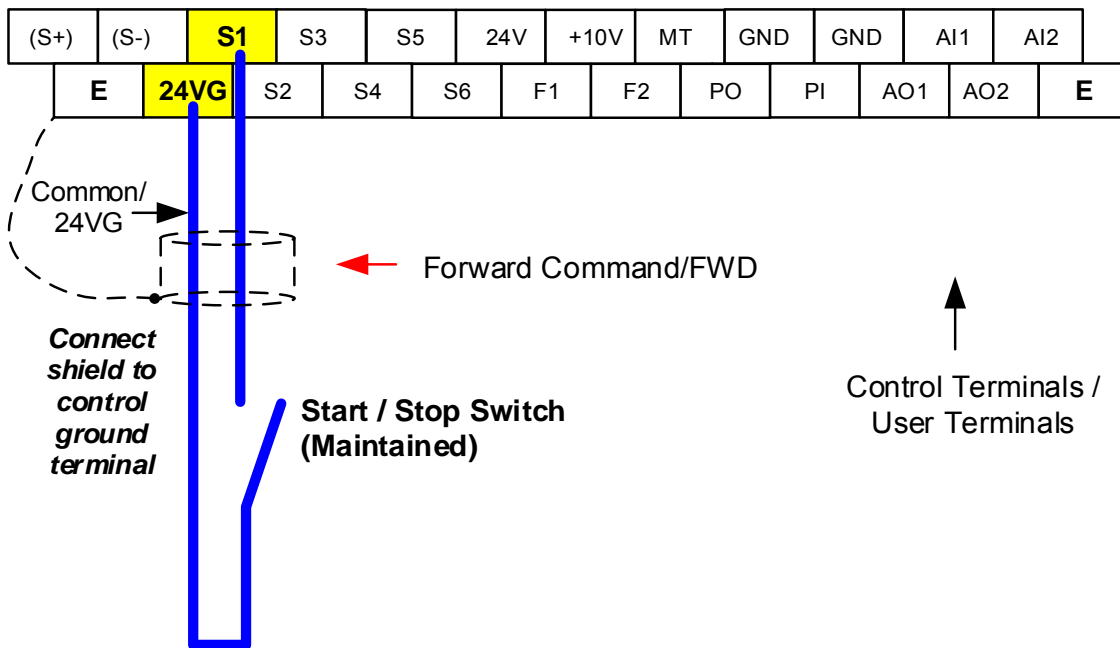 (S+) (S-) S1 S3 S5 24V +10V MT GND GND AI1 AI2
E 24VG S2 S4 S6 F1 F2 PO PI AO1 AO2 E
Common/
24VG
Forward Command/FWD
Connect
shield to
control
ground
terminal
Start / Stop Switch
(Maintained)
Control Terminals /
User Terminals